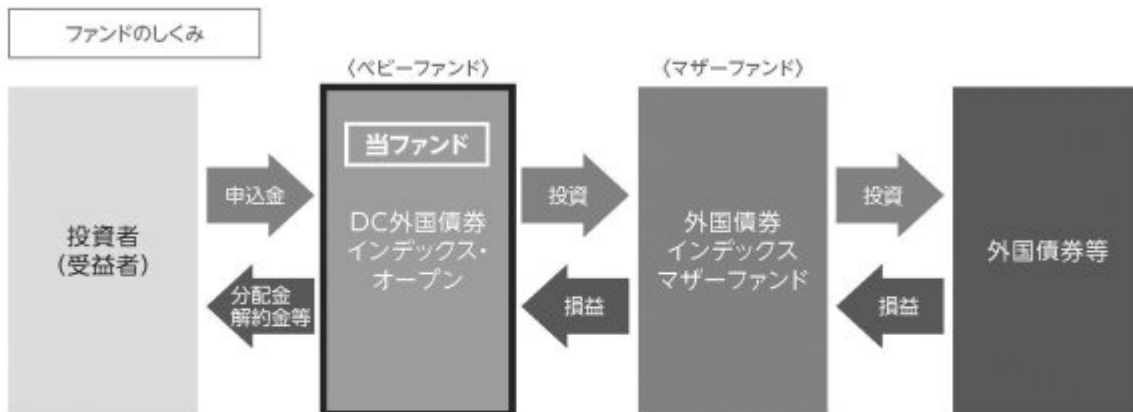 ファンドのしくみ
〈ベビーファンド〉
〈マザーファンド〉
投資者
(受益者)
申込金
分配金
解約金等
当ファンド
DC外国債券
インデックス・
オープン
投資
損益
外国債券
インデックス
マザーファンド
投資
損益
外国債券等